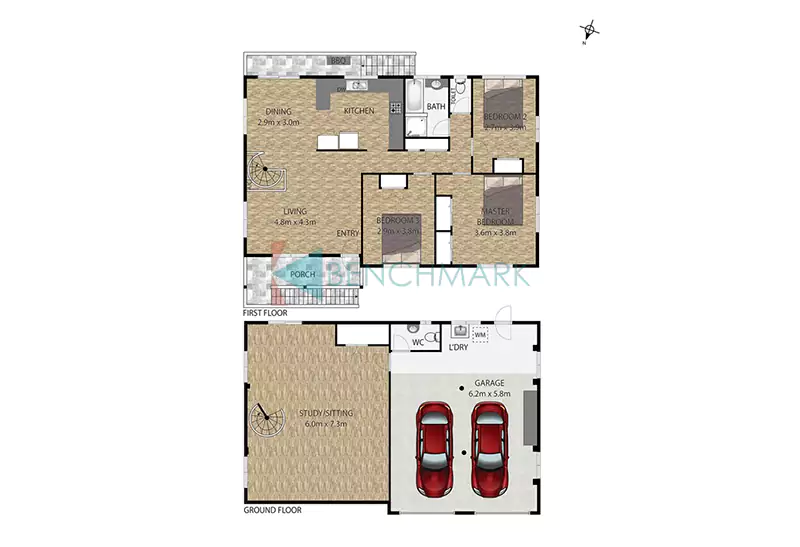 N
BBQ
DINING
2.9m x 3.0m
KITCHEN
BATH
TOILET
BEDROOM 2
2.7m x 3.9m
LIVING
4.8m x 4.3m
ENTRY
BEDROOM 3
2.9m x 3.8m
MASTER
BEDROOM
3.6m x 3.8m
PORCH
BENCHMARK
FIRST FLOOR
WC
L'DRY
WM
GARAGE
6.2m x 5.8m
STUDY/SITTING
6.0m x 7.3m
GROUND FLOOR